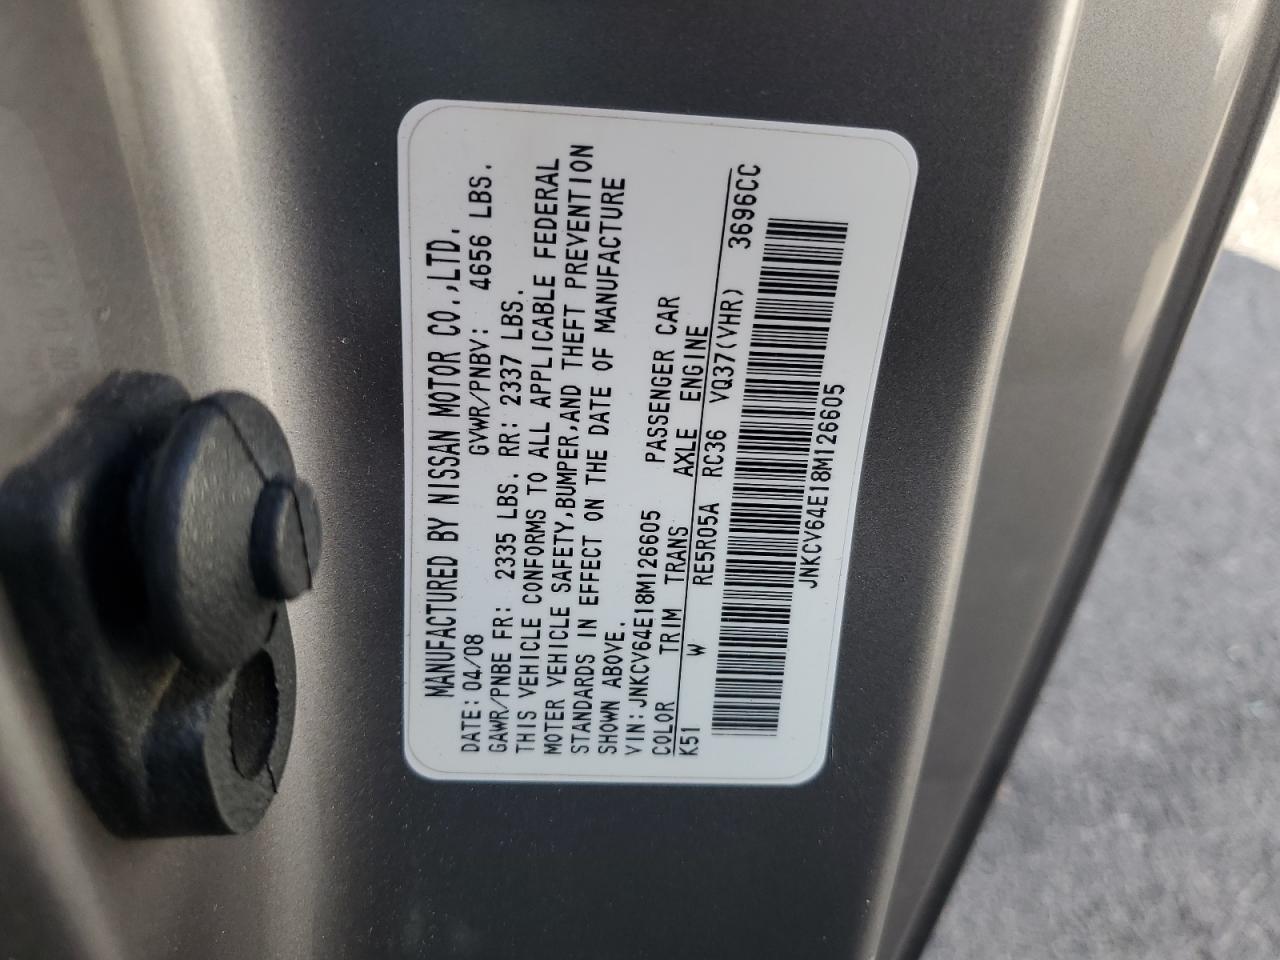 MANUFACTURED BY NISSAN MOTOR CO.,LTD.
DATE: 04/08 GVWR/PNBV: 4656 LBS.
GAWR/PNBE FR: 2335 LBS. RR: 2337 LBS.
THIS VEHICLE CONFORMS TO ALL APPLICABLE FEDERAL
MOTER VEHICLE SAFETY,BUMPER,AND THEFT PREVENTION
STANDARDS IN EFFECT ON THE DATE OF MANUFACTURE
SHOWN ABOVE.
VIN:JNKCV64E18M126605 PASSENGER CAR
COLOR TRIM TRANS AXLE ENGINE
K51 W RE5R05A RC36 VQ37(VHR) 3696CC
JNKCV64E18M126605